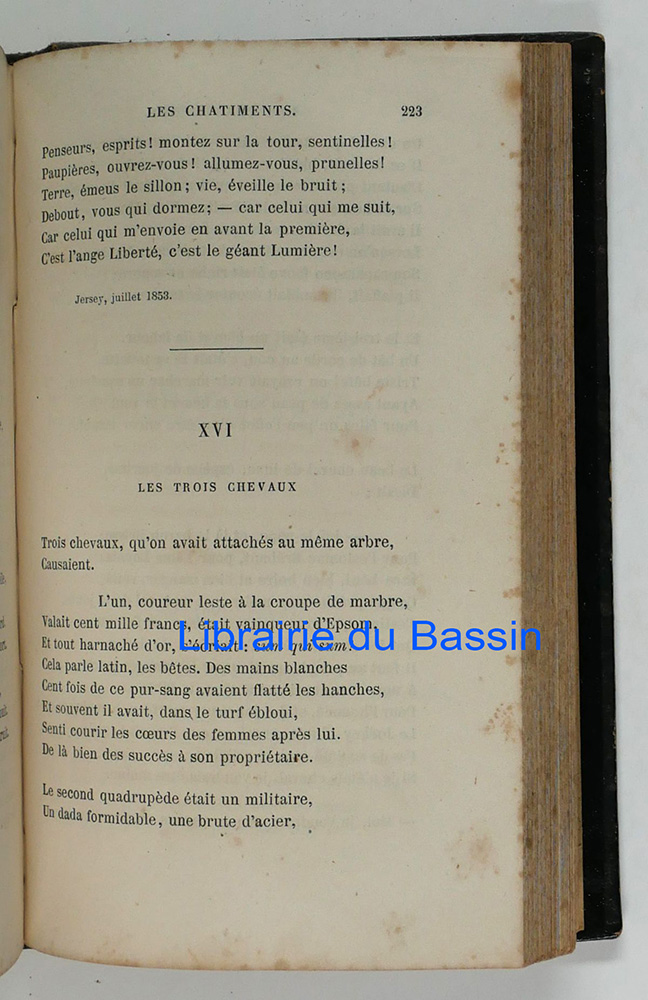 LES CHATIMENTS. 223
Penseurs, esprits! montez sur la tour, sentinelles!
Paupières, ouvrez-vous! allumez-vous, prunelles!
Terre, émeus le sillon; vie, éveille le bruit;
Debout, vous qui dormez; — car celui qui me suit,
Car celui qui m'envoie en avant la première,
C'est l'ange Liberté, c'est le géant Lumière!
Jersey, juillet 1853.
XVI
LES TROIS CHEVAUX
Trois chevaux, qu'on avait attachés au même arbre,
Causaient.
L'un, coureur leste à la croupe de marbre,
Valait cent mille francs, était vainqueur d'Epsom,
Et tout harnaché d'or, s'écriait: sum qui sum!
Librairie du Bassin
Cela parle latin, les bêtes. Des mains blanches
Cent fois de ce pur-sang avaient flatté les hanches,
Et souvent il avait, dans le turf ébloui,
Senti courir les cœurs des femmes après lui.
De là bien des succès à son propriétaire.
Le second quadrupède était un militaire,
Un dada formidable, une brute d'acier,